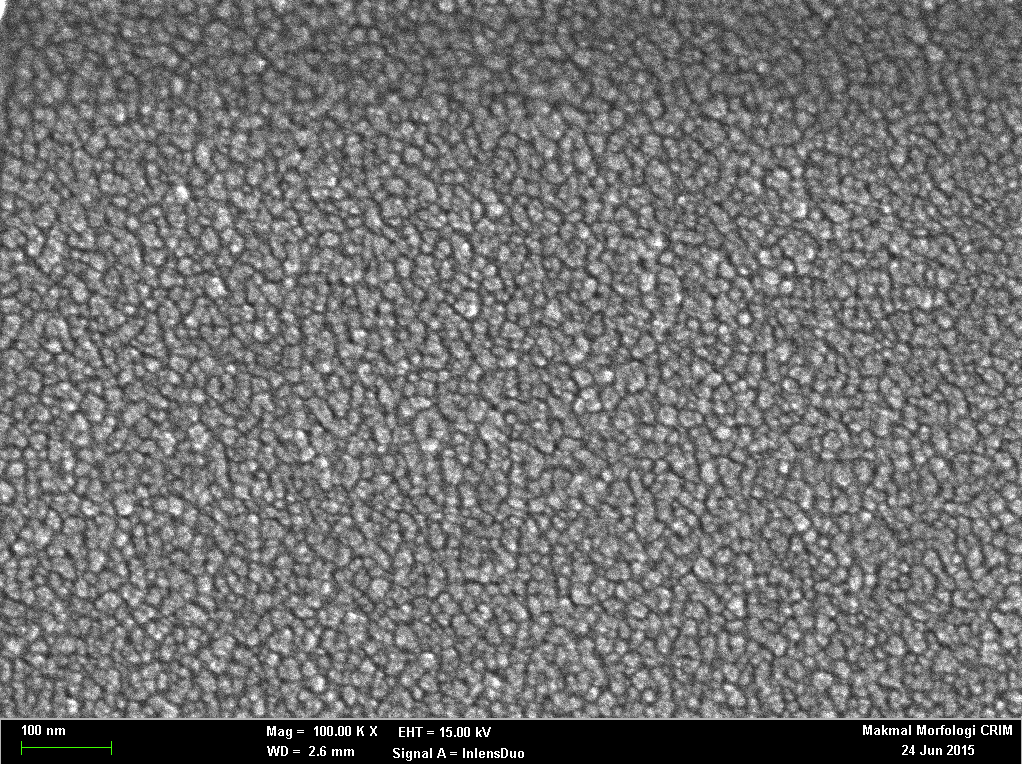 100 nm
Mag = 100.00 K X EHT = 15.00 kV
Makmal Morfologi CRIM
WD = 2.6 mm Signal A = InlensDuo
24 Jun 2015